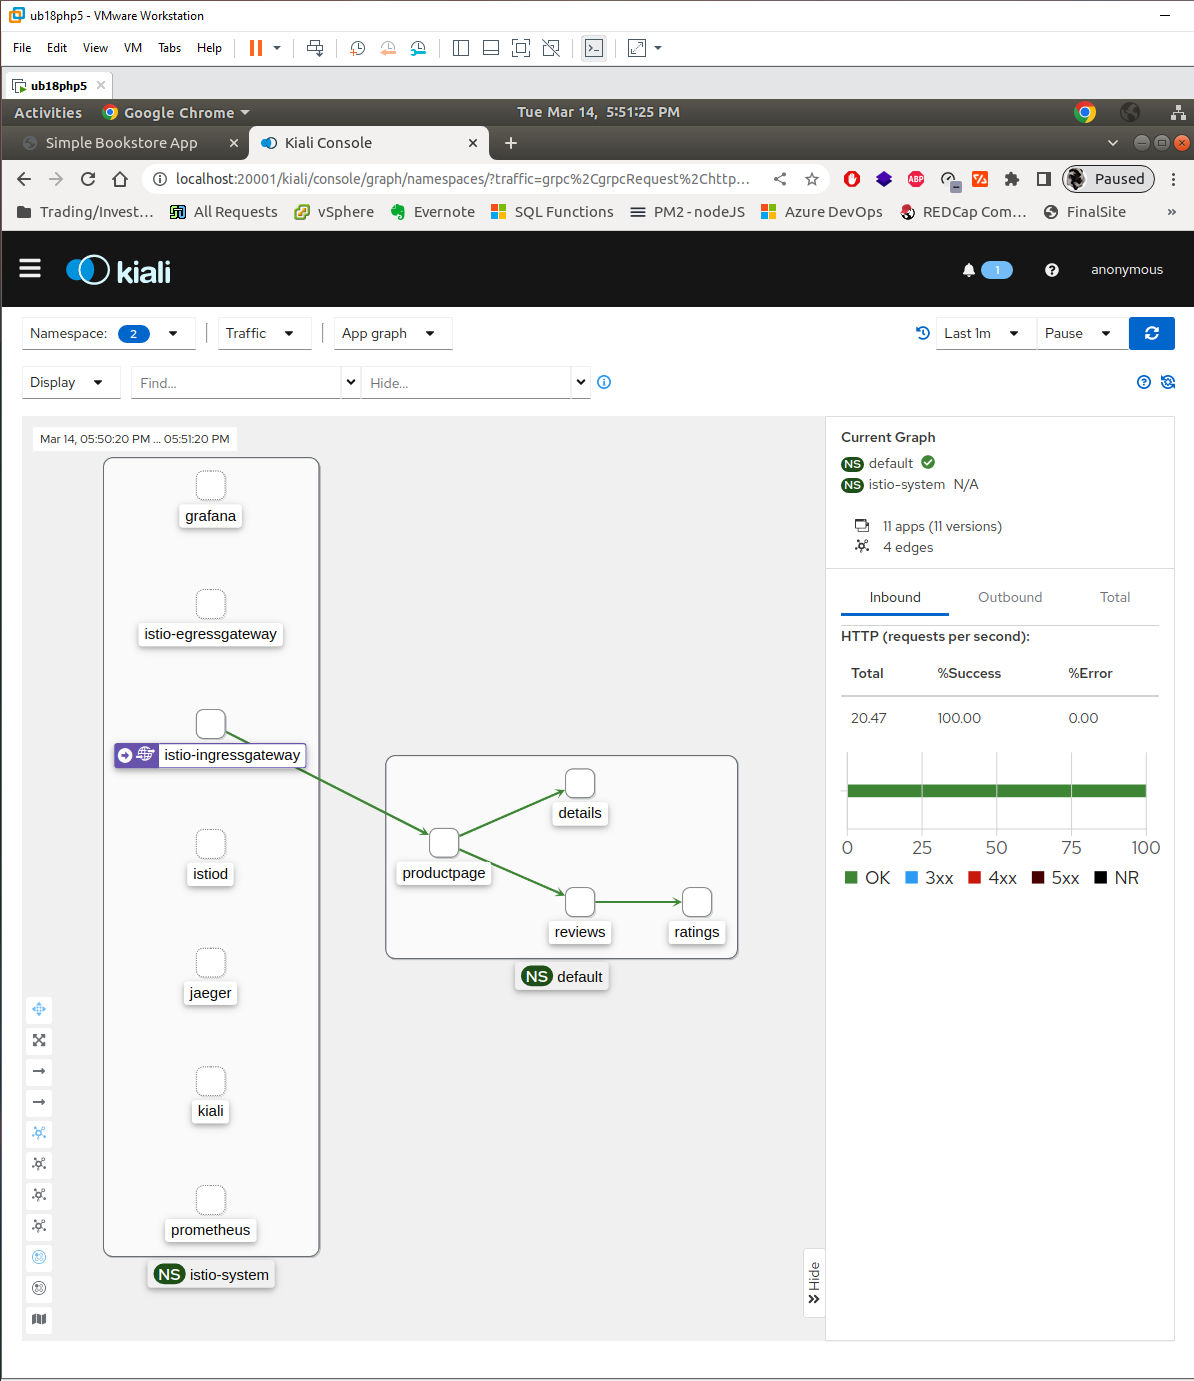 ub18php5 - VMware Workstation
File Edit View VM Tabs Help
ub18php5
Activities Google Chrome Tue Mar 14, 5:51:25 PM
Simple Bookstore App Kiali Console
localhost:20001/kiali/console/graph/namespaces/?traffic=grpc%2CgrpcRequest%2Chttp... ABP Paused
Trading/Invest... All Requests vSphere Evernote SQL Functions PM2 - nodeJS Azure DevOps REDCap Com... FinalSite »
kiali 1 anonymous
Namespace: 2 Traffic App graph Last 1m Pause
Display Find... Hide...
Mar 14, 05:50:20 PM ... 05:51:20 PM
grafana
istio-egressgateway
istio-ingressgateway
istiod
jaeger
kiali
prometheus
NS istio-system
details
productpage
reviews
ratings
NS default
Hide
Current Graph
NS default
NS istio-system N/A
11 apps (11 versions)
4 edges
Inbound Outbound Total
HTTP (requests per second):
Total %Success %Error
20.47 100.00 0.00
0 25 50 75 100
OK 3xx 4xx 5xx NR